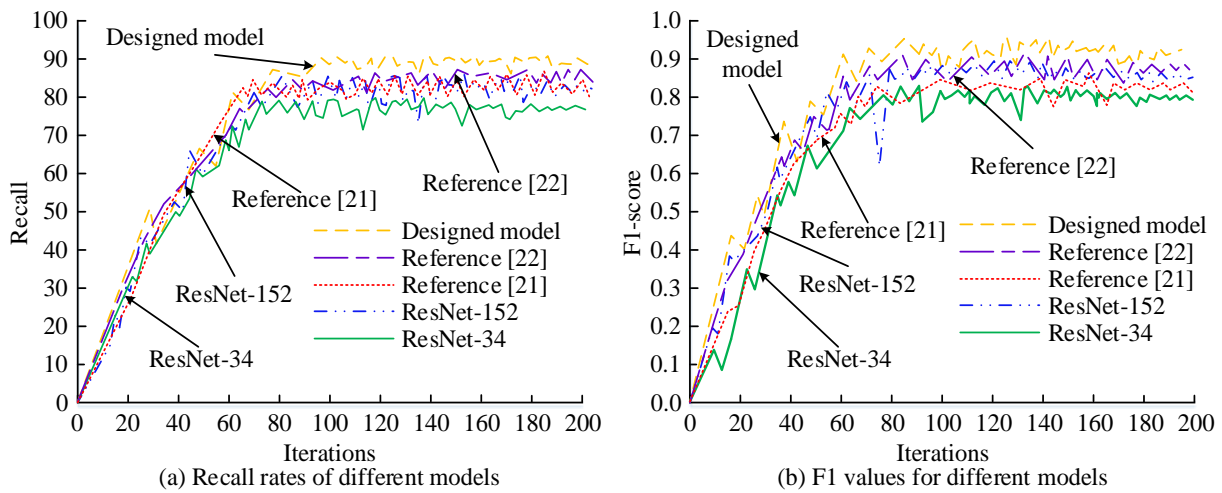 100
90
80
70
60
50
40
30
20
10
0
Recall
0 20 40 60 80 100 120 140 160 180 200
Iterations
Designed model
Reference [21]
Reference [22]
ResNet-152
ResNet-34
Designed model
Reference [22]
Reference [21]
ResNet-152
ResNet-34
(a) Recall rates of different models
1.0
0.9
0.8
0.7
0.6
0.5
0.4
0.3
0.2
0.1
0.0
F1-score
0 20 40 60 80 100 120 140 160 180 200
Iterations
Designed
model
Reference [22]
Reference [21]
ResNet-152
ResNet-34
Designed model
Reference [22]
Reference [21]
ResNet-152
ResNet-34
(b) F1 values for different models